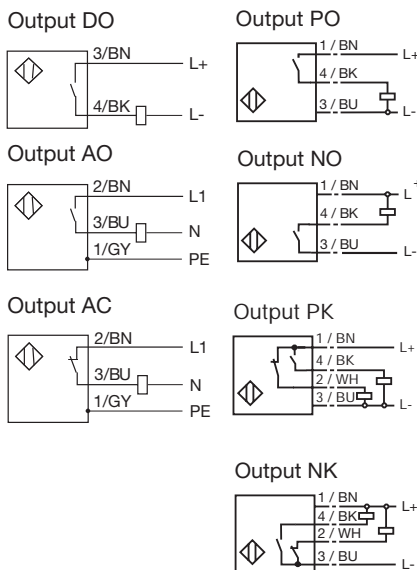 Output DO
3/BN
L+
4/BK
L-
Output PO
1 / BN
L+
4 / BK
3 / BU
L-
Output AO
2/BN
L1
3/BU
N
1/GY
PE
Output NO
1 / BN
L+
4 / BK
3 / BU
L-
Output AC
2/BN
L1
3/BU
N
1/GY
PE
Output PK
1 / BN
L+
4 / BK
2 / WH
3 / BU
L-
Output NK
1 / BN
L+
4 / BK
2 / WH
3 / BU
L-